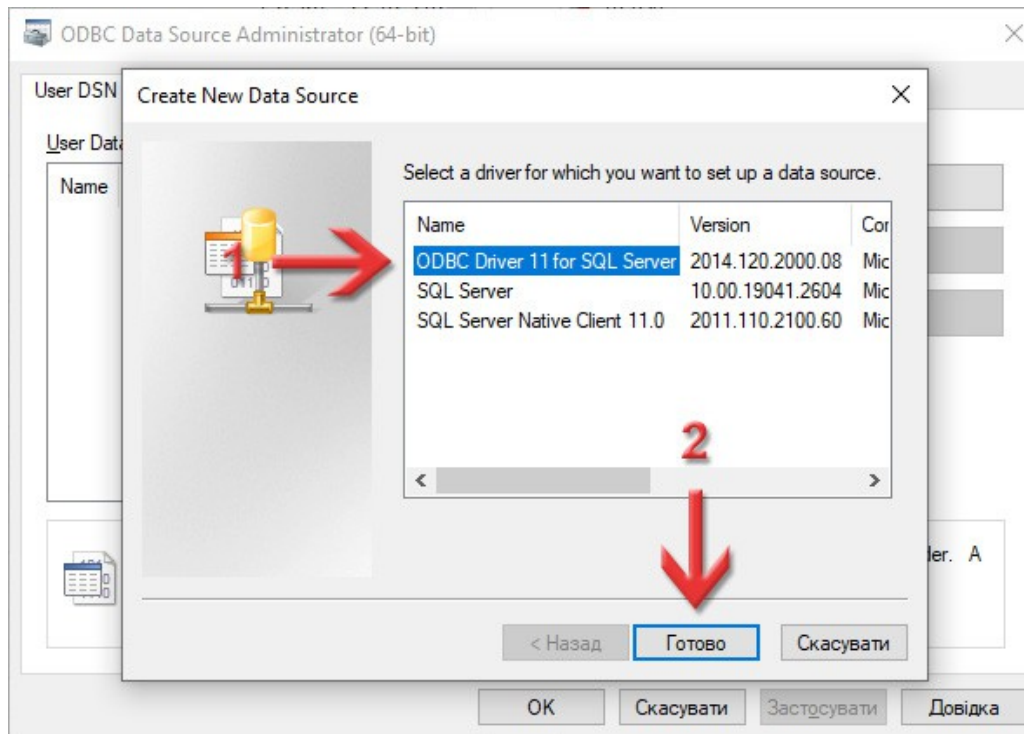 ODBC Data Source Administrator (64-bit)
User DSN
Create New Data Source
User Data
Name
Select a driver for which you want to set up a data source.
Name Version Cor
ODBC Driver 11 for SQL Server 2014.120.2000.08 Mic
SQL Server 10.00.19041.2604 Mic
SQL Server Native Client 11.0 2011.110.2100.60 Mic
1
2
der. A
< Назад Готово Скасувати
OK Скасувати Застосувати Довідка